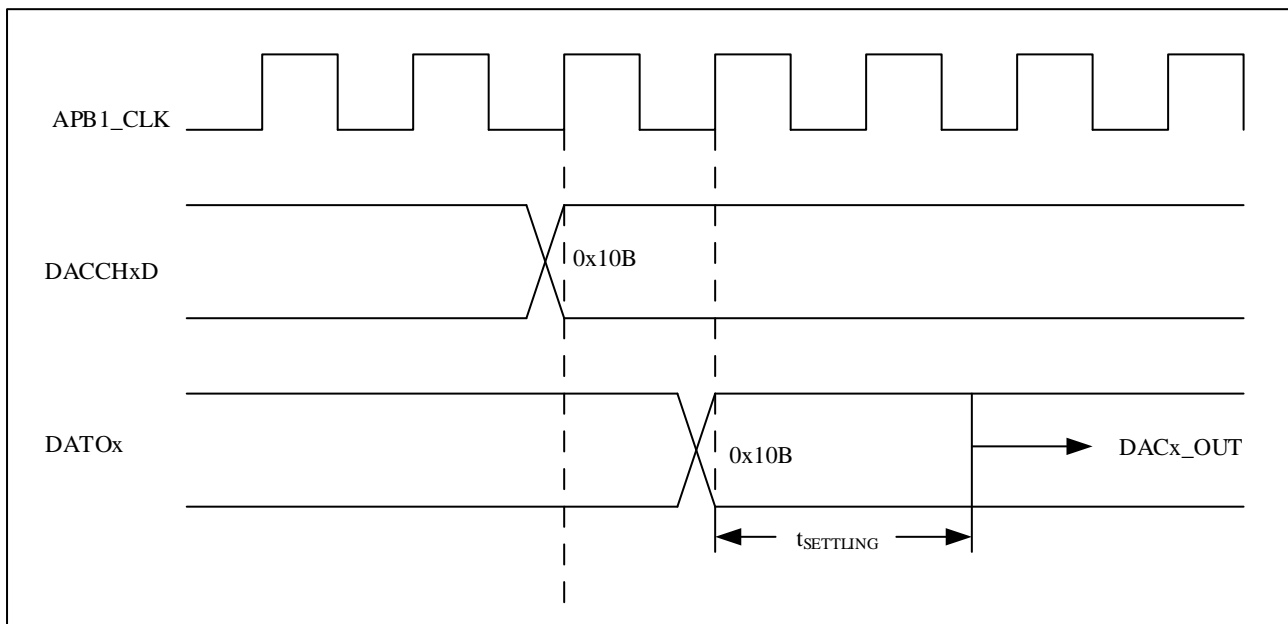 APB1_CLK
DACCHxD
0x10B
DATOx
0x10B
DACx_OUT
tSETTLING